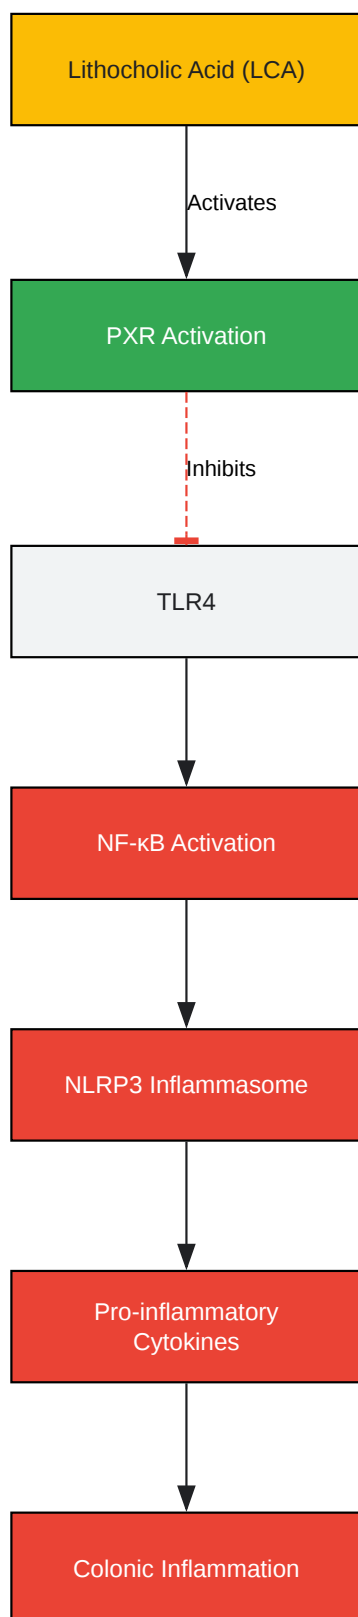 Lithocholic Acid (LCA)
Activates
PXR Activation
Inhibits
TLR4
NF-κB Activation
NLRP3 Inflammasome
Pro-inflammatory
Cytokines
Colonic Inflammation